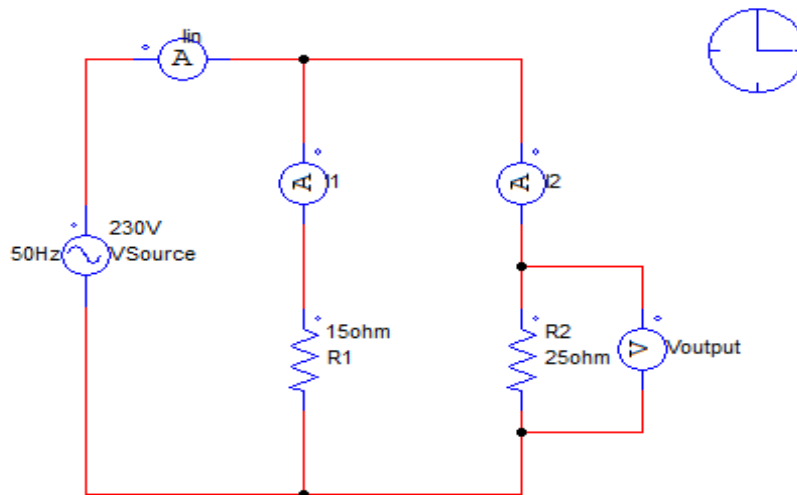 Iin
A
A I1
A I2
230V
50Hz VSource
15ohm
R1
R2
25ohm
V Voutput